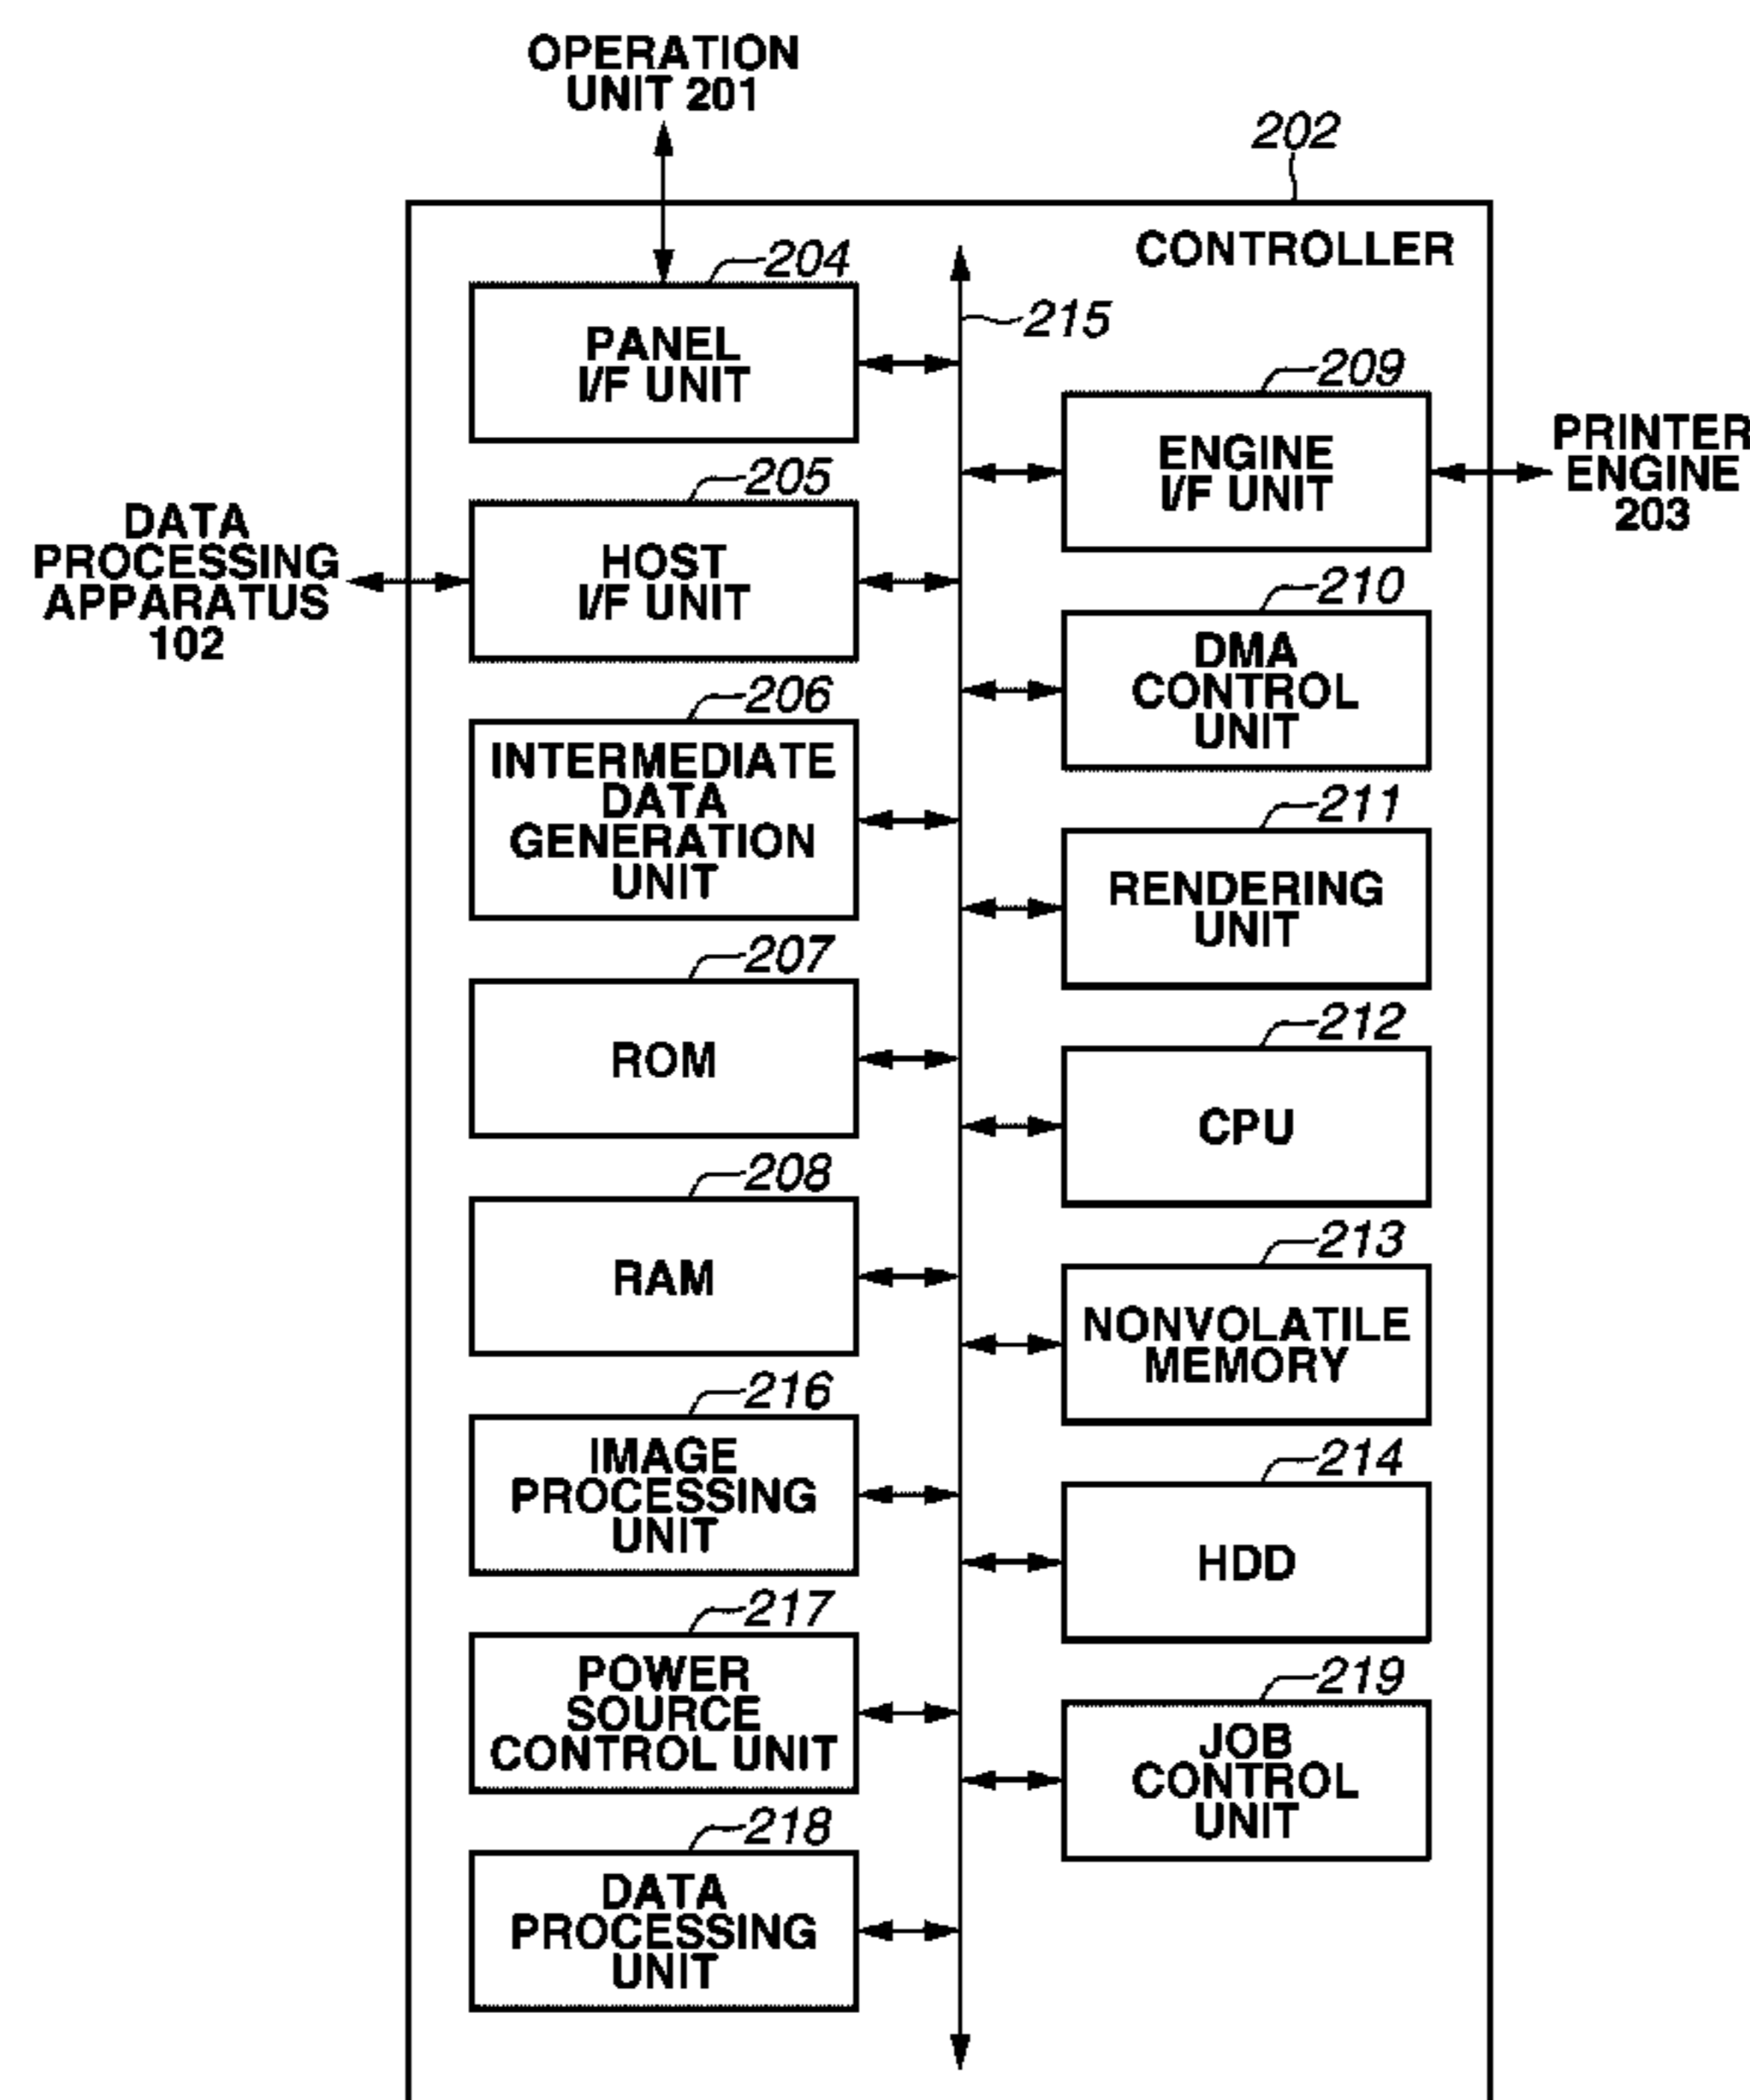 OPERATION
UNIT 201
202
CONTROLLER
204
PANEL
I/F UNIT
215
209
ENGINE
I/F UNIT
PRINTER
ENGINE
203
205
HOST
I/F UNIT
DATA
PROCESSING
APPARATUS
102
210
DMA
CONTROL
UNIT
206
INTERMEDIATE
DATA
GENERATION
UNIT
211
RENDERING
UNIT
207
ROM
212
CPU
208
RAM
213
NONVOLATILE
MEMORY
216
IMAGE
PROCESSING
UNIT
214
HDD
217
POWER
SOURCE
CONTROL UNIT
219
JOB
CONTROL
UNIT
218
DATA
PROCESSING
UNIT